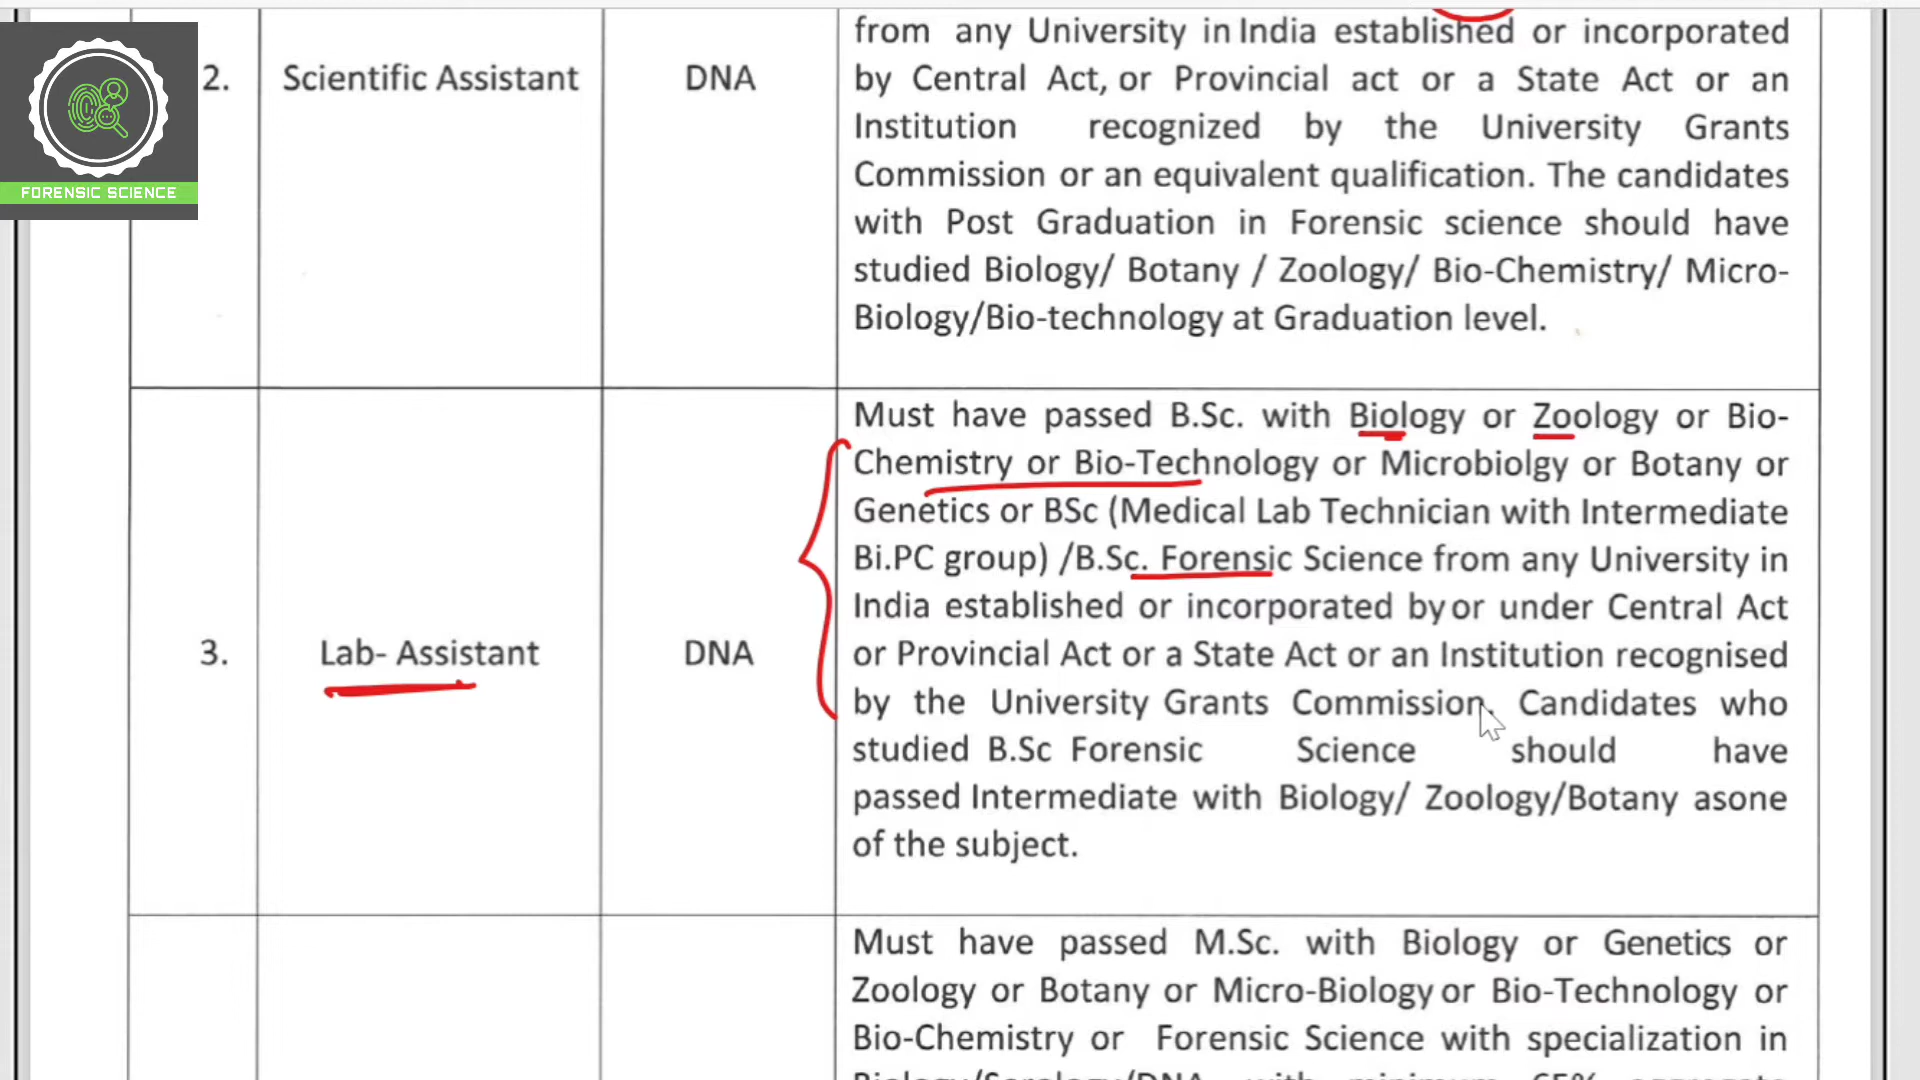 FORENSIC SCIENCE
from any University in India established or incorporated
2. Scientific Assistant DNA by Central Act, or Provincial act or a State Act or an
Institution recognized by the University Grants
Commission or an equivalent qualification. The candidates
with Post Graduation in Forensic science should have
studied Biology/ Botany / Zoology/ Bio-Chemistry/ Micro-
Biology/Bio-technology at Graduation level.
Must have passed B.Sc. with Biology or Zoology or Bio-
Chemistry or Bio-Technology or Microbiolgy or Botany or
Genetics or BSc (Medical Lab Technician with Intermediate
Bi.PC group) /B.Sc. Forensic Science from any University in
India established or incorporated by or under Central Act
3. Lab- Assistant DNA or Provincial Act or a State Act or an Institution recognised
by the University Grants Commission. Candidates who
studied B.Sc Forensic Science should have
passed Intermediate with Biology/ Zoology/Botany asone
of the subject.
Must have passed M.Sc. with Biology or Genetics or
Zoology or Botany or Micro-Biology or Bio-Technology or
Bio-Chemistry or Forensic Science with specialization in
Biology/Serology/DNA with minimum 65% aggregate